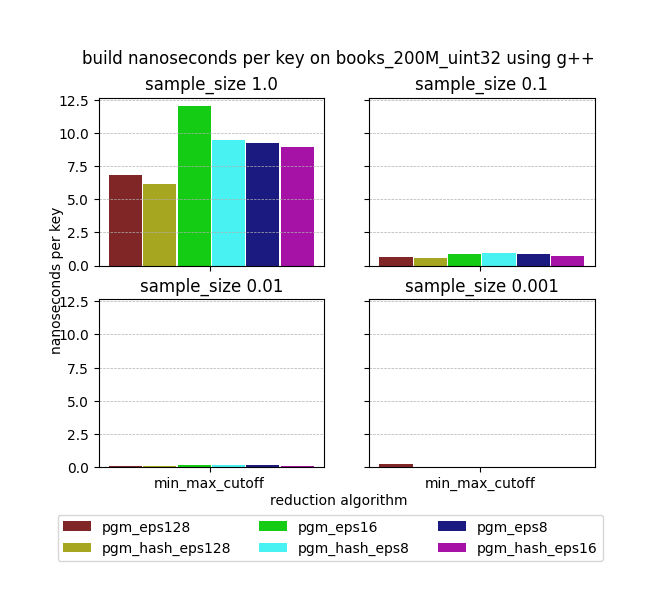 build nanoseconds per key on books_200M_uint32 using g++
sample_size 1.0
sample_size 0.1
12.5
10.0
7.5
5.0
2.5
0.0
nanoseconds per key
sample_size 0.01
sample_size 0.001
12.5
10.0
7.5
5.0
2.5
0.0
min_max_cutoff
min_max_cutoff
reduction algorithm
pgm_eps128
pgm_eps16
pgm_eps8
pgm_hash_eps128
pgm_hash_eps8
pgm_hash_eps16